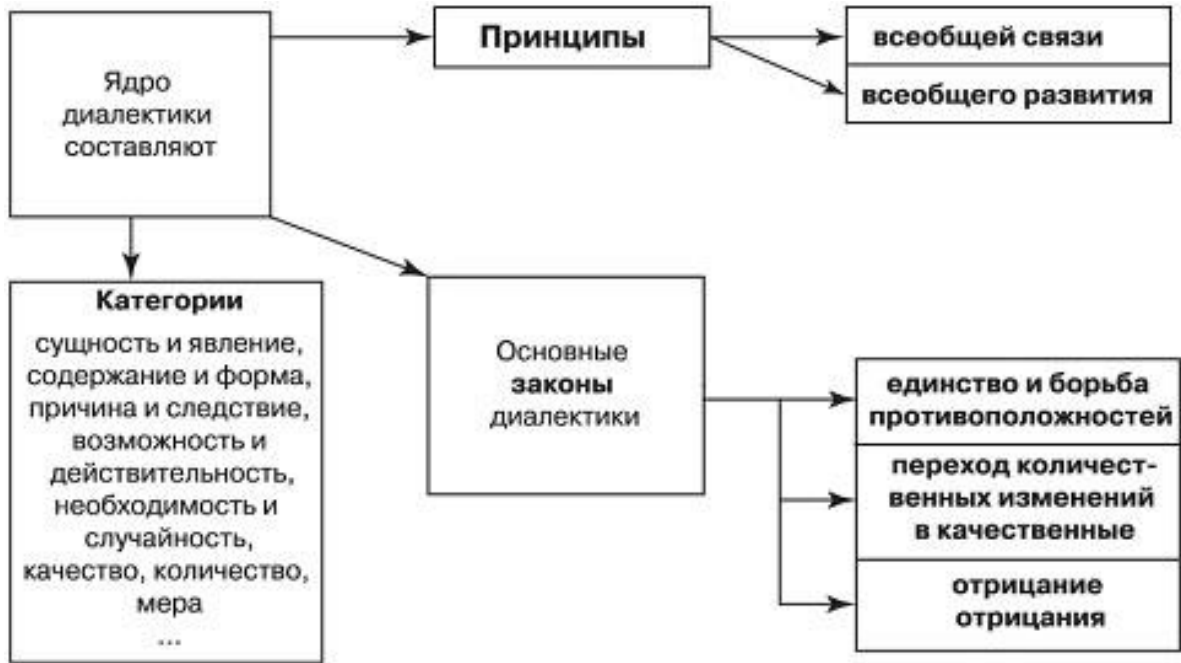 Ядро
диалектики
составляют
Принципы
всеобщей связи
всеобщего развития
Категории
сущность и явление,
содержание и форма,
причина и следствие,
возможность и
действительность,
необходимость и
случайность,
качество, количество,
мера
...
Основные
законы
диалектики
единство и борьба
противоположностей
переход количест-
венных изменений
в качественные
отрицание
отрицания